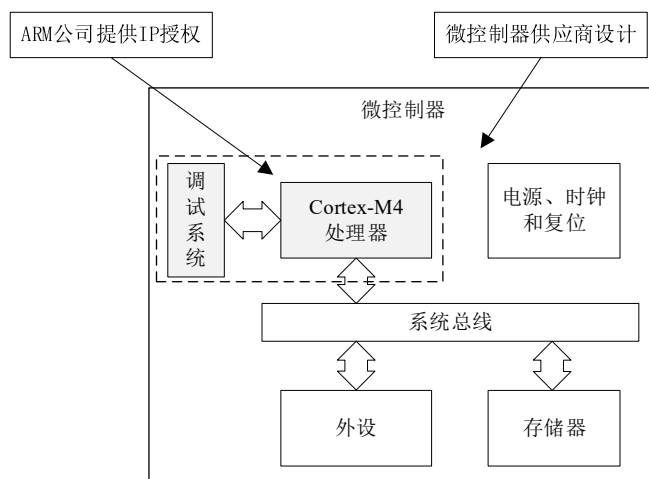 ARM公司提供IP授权
微控制器供应商设计
微控制器
调
试
系
统
Cortex-M4
处理器
电源、时钟
和复位
系统总线
外设
存储器